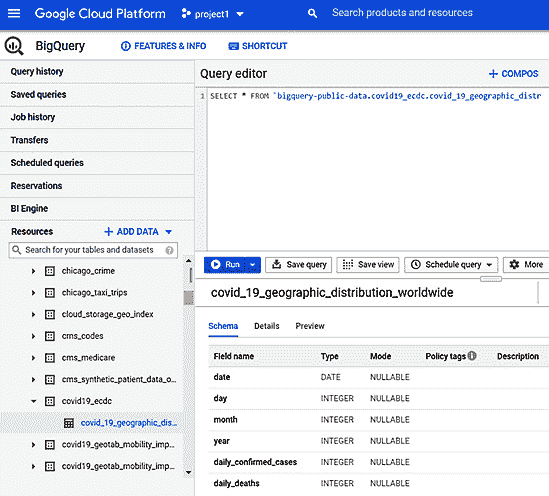 Google Cloud Platform
project1
Search products and resources
BigQuery
FEATURES & INFO
SHORTCUT
Query history
Saved queries
Job history
Transfers
Scheduled queries
Reservations
BI Engine
Resources
+ ADD DATA
Search for your tables and datasets
chicago_crime
chicago_taxi_trips
cloud_storage_geo_index
cms_codes
cms_medicare
cms_synthetic_patient_data_o...
covid19_ecdc
covid_19_geographic_dis...
covid19_geotab_mobility_imp...
covid19_geotab_mobility_imp...
Query editor
+ COMPOS
1 SELECT * FROM `bigquery-public-data.covid19_ecdc.covid_19_geographic_distr
Run
Save query
Save view
Schedule query
More
covid_19_geographic_distribution_worldwide
Schema Details Preview
Field name Type Mode Policy tags Description
date DATE NULLABLE
day INTEGER NULLABLE
month INTEGER NULLABLE
year INTEGER NULLABLE
daily_confirmed_cases INTEGER NULLABLE
daily_deaths INTEGER NULLABLE